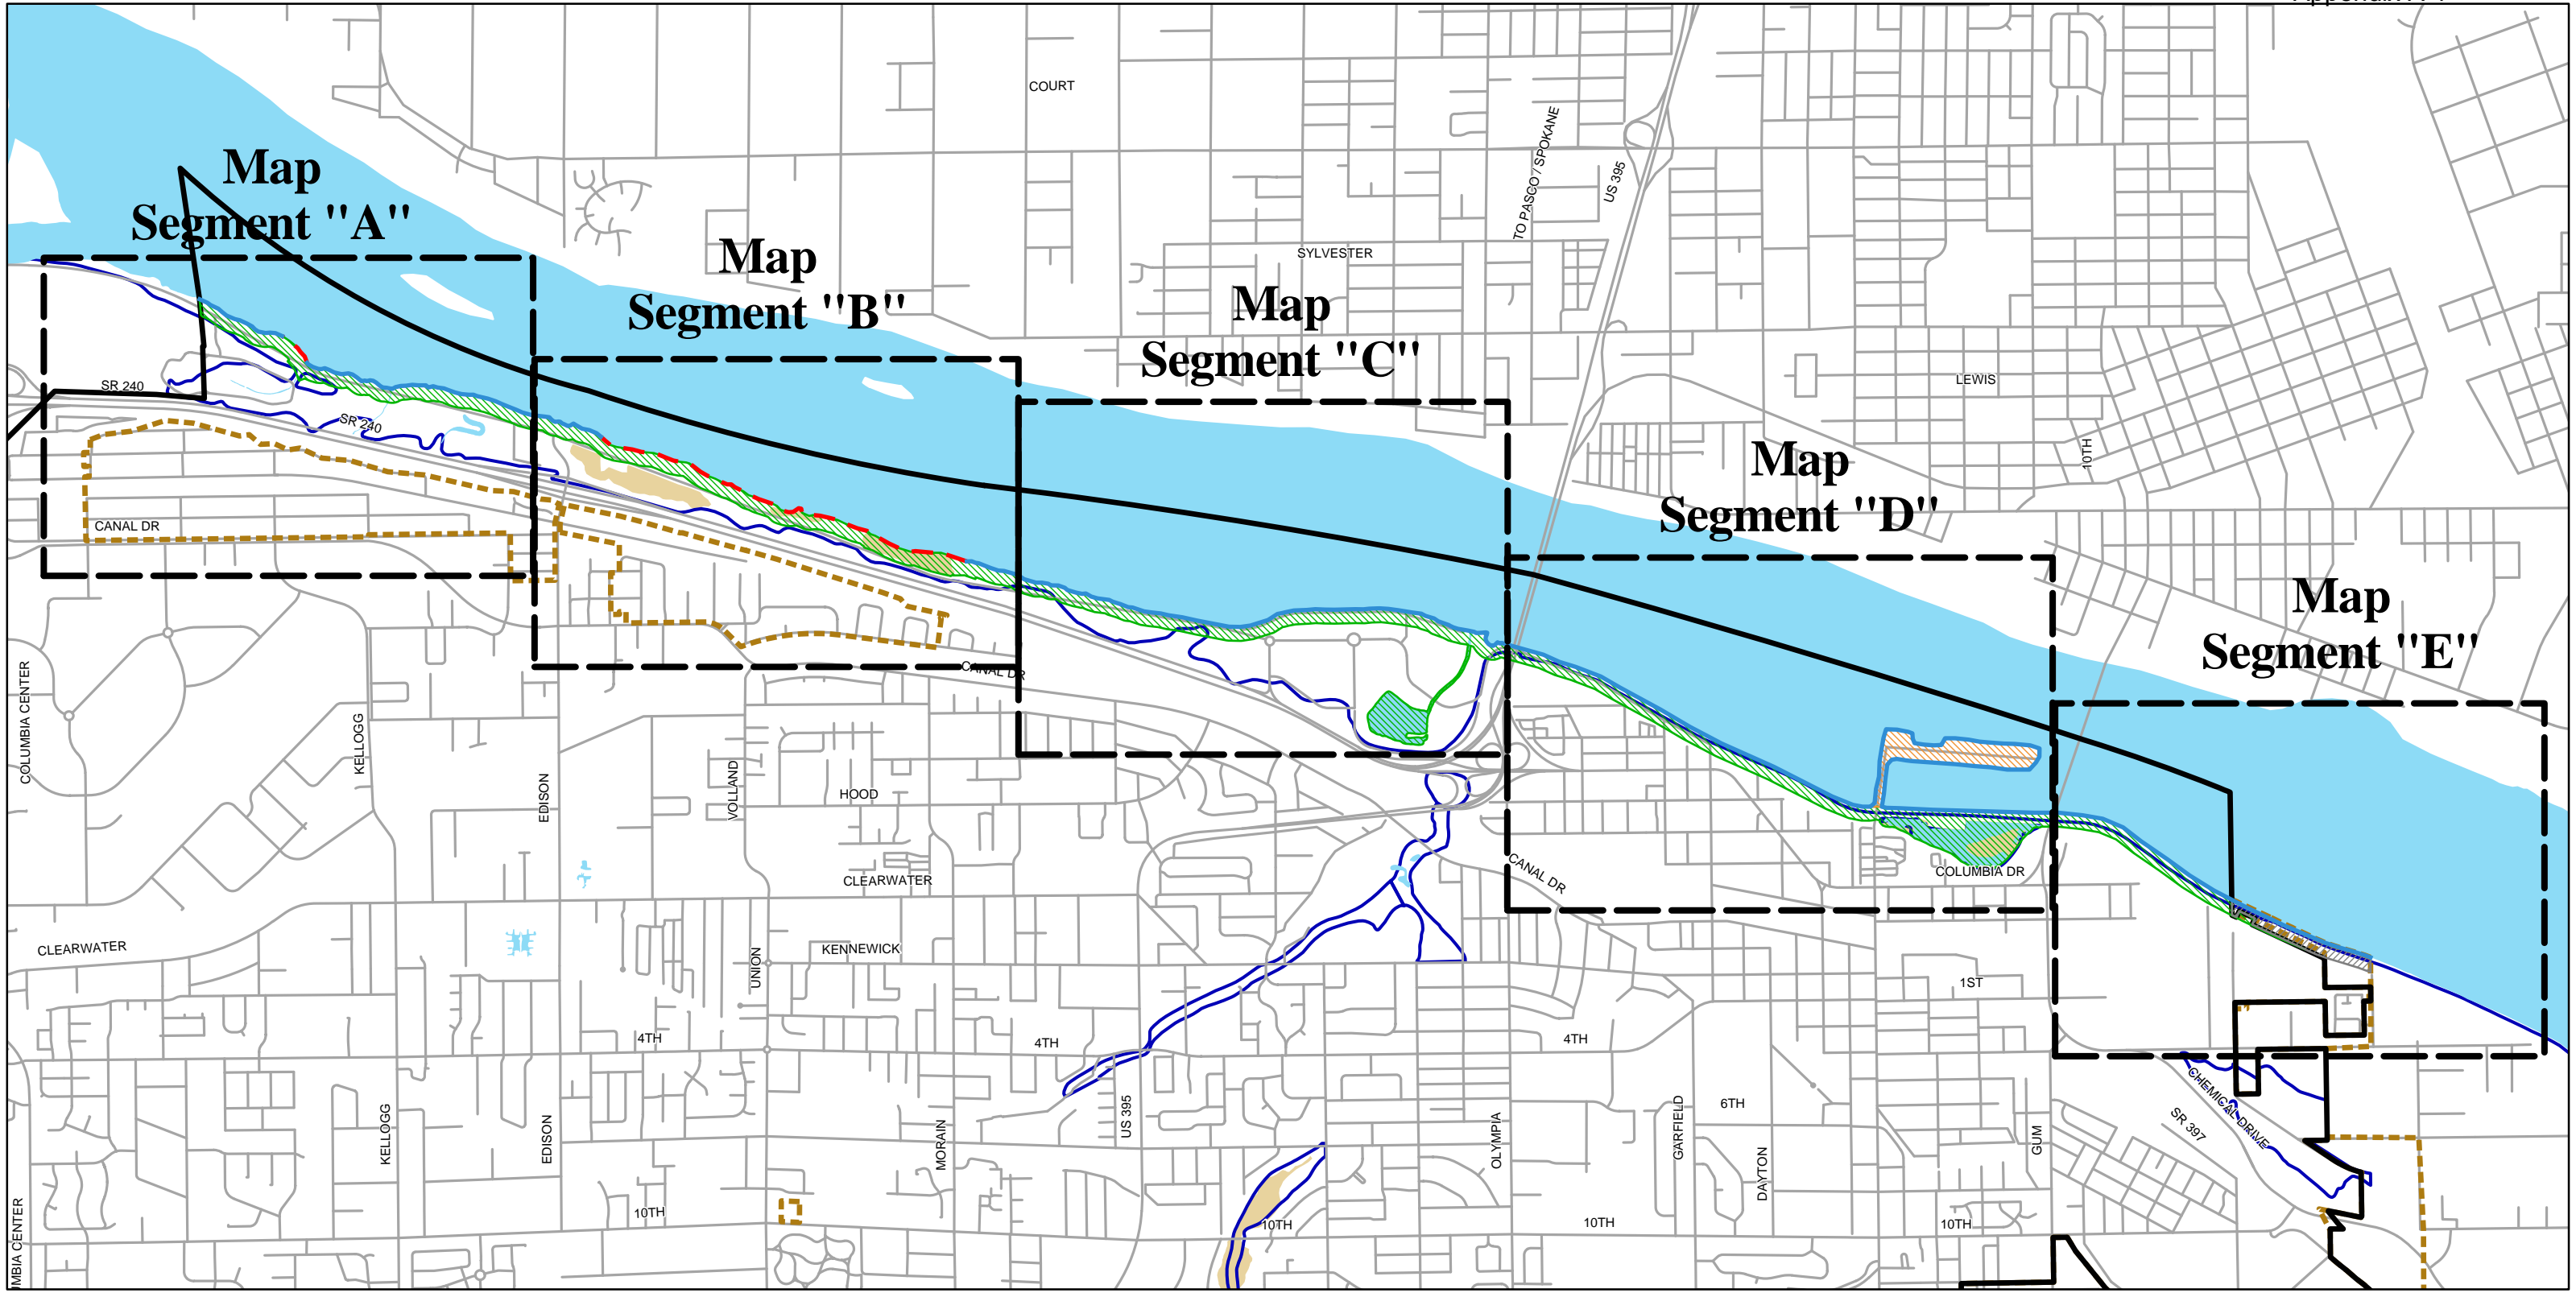 COURT
TO PASCO / SPOKANE
US 395
Map
Segment "A"
Map
Segment "B"
SYLVESTER
Map
Segment "C"
LEWIS
SR 240
SR 240
10TH
Map
Segment "D"
CANAL DR
Map
Segment "E"
CANAL DR
COLUMBIA CENTER
KELLOGG
EDISON
VOLLAND
HOOD
CLEARWATER
CANAL DR
COLUMBIA DR
CLEARWATER
UNION
KENNEWICK
1ST
4TH
4TH
4TH
KELLOGG
EDISON
MORAIN
US 395
OLYMPIA
GARFIELD
6TH
DAYTON
GUM
CHEMICAL DRIVE
SR 397
MBIA CENTER
10TH
10TH
10TH
10TH